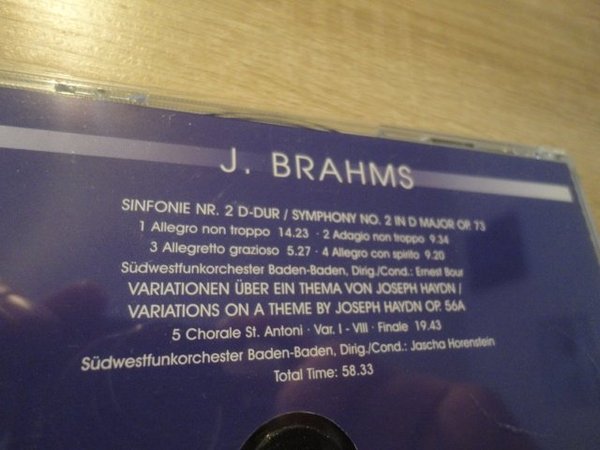 J. BRAHMS
SINFONIE NR. 2 D-DUR / SYMPHONY NO. 2 IN D MAJOR OP. 73
1 Allegro non troppo 14.23 · 2 Adagio non troppo 9.34
3 Allegretto grazioso 5.27 · 4 Allegro con spirito 9.20
Südwestfunkorchester Baden-Baden, Dirig./Cond.: Ernest Bour
VARIATIONEN ÜBER EIN THEMA VON JOSEPH HAYDN /
VARIATIONS ON A THEME BY JOSEPH HAYDN OP. 56A
5 Chorale St. Antoni · Var. I - VIII · Finale 19.43
Südwestfunkorchester Baden-Baden, Dirig./Cond.: Jascha Horenstein
Total Time: 58.33